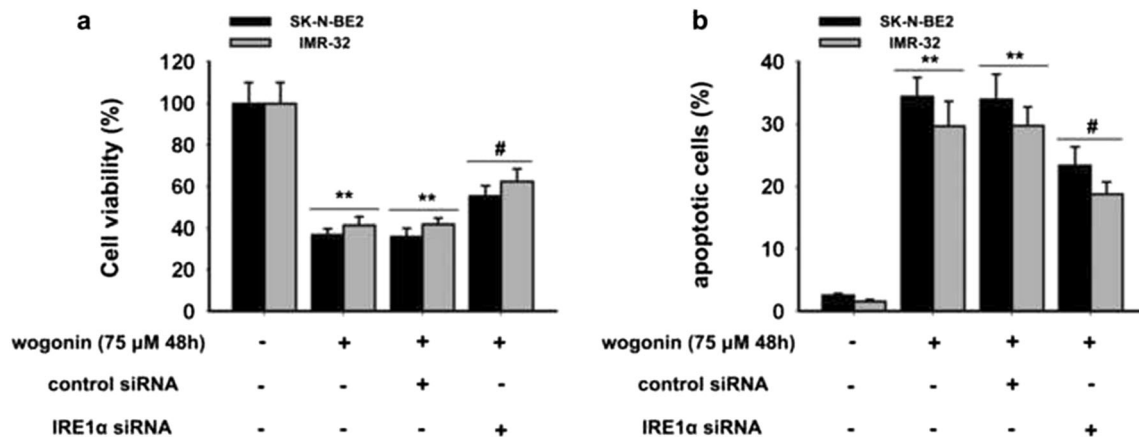 a
SK-N-BE2
IMR-32
Cell viability (%)
120
100
80
60
40
20
0
**
**
#
wogonin (75 µM 48h) - + + +
control siRNA - - + -
IRE1α siRNA - - - +
b
SK-N-BE2
IMR-32
apoptotic cells (%)
40
30
20
10
0
**
**
#
wogonin (75 µM 48h) - + + +
control siRNA - - + -
IRE1α siRNA - - - +